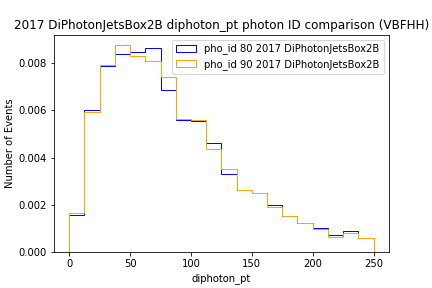 2017 DiPhotonJetsBox2B diphoton_pt photon ID comparison (VBFHH)
pho_id 80 2017 DiPhotonJetsBox2B
pho_id 90 2017 DiPhotonJetsBox2B
Number of Events
0.008
0.006
0.004
0.002
0.000
0 50 100 150 200 250
diphoton_pt